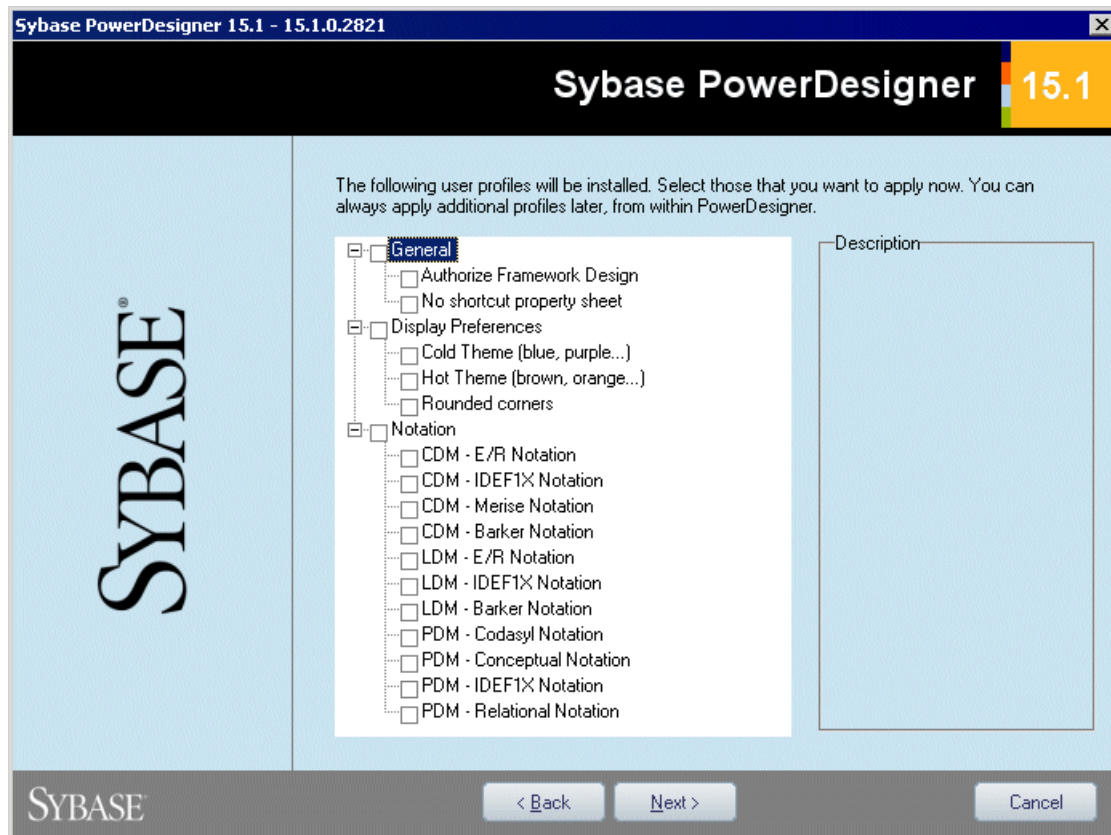 Sybase PowerDesigner 15.1 - 15.1.0.2821
Sybase PowerDesigner 15.1
The following user profiles will be installed. Select those that you want to apply now. You can
always apply additional profiles later, from within PowerDesigner.
General
Authorize Framework Design
No shortcut property sheet
Display Preferences
Cold Theme (blue, purple...)
Hot Theme (brown, orange...)
Rounded corners
Notation
CDM - E/R Notation
CDM - IDEF1X Notation
CDM - Merise Notation
CDM - Barker Notation
LDM - E/R Notation
LDM - IDEF1X Notation
LDM - Barker Notation
PDM - Codasyl Notation
PDM - Conceptual Notation
PDM - IDEF1X Notation
PDM - Relational Notation
Description
SYBASE®
SYBASE
< Back
Next >
Cancel